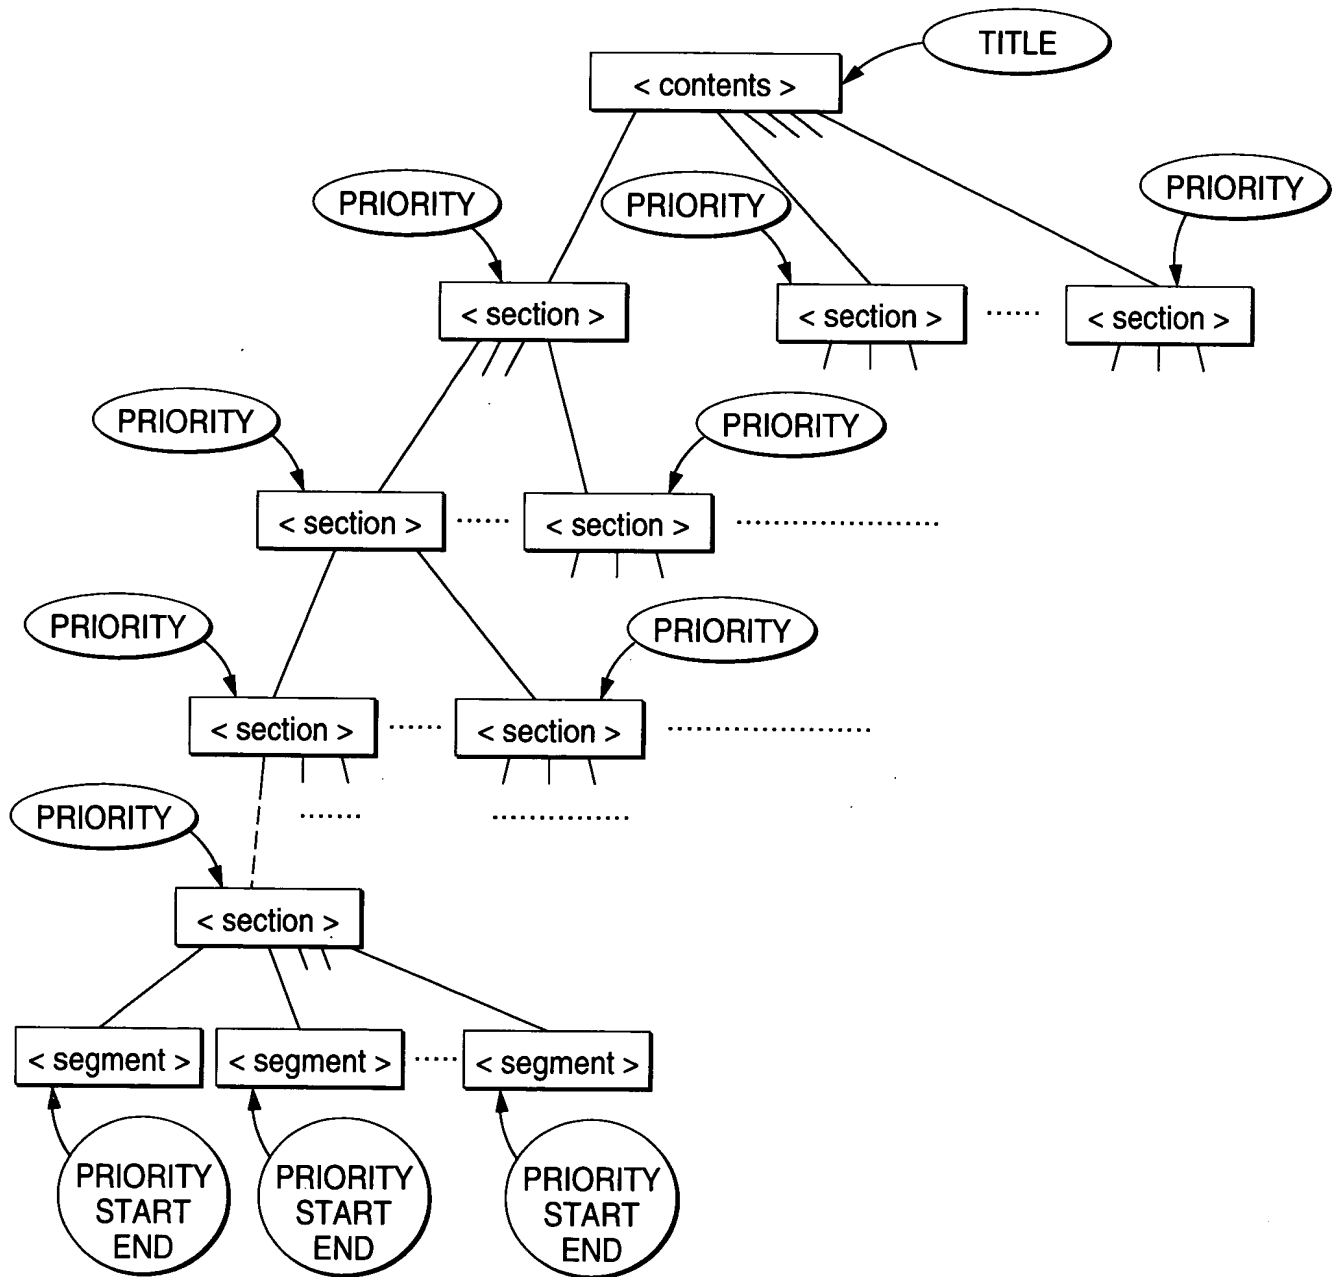 TITLE
< contents >
PRIORITY
PRIORITY
PRIORITY
< section >
< section >
< section >
PRIORITY
PRIORITY
< section >
< section >
PRIORITY
PRIORITY
< section >
< section >
PRIORITY
< section >
< segment >
< segment >
< segment >
PRIORITY
START
END
PRIORITY
START
END
PRIORITY
START
END